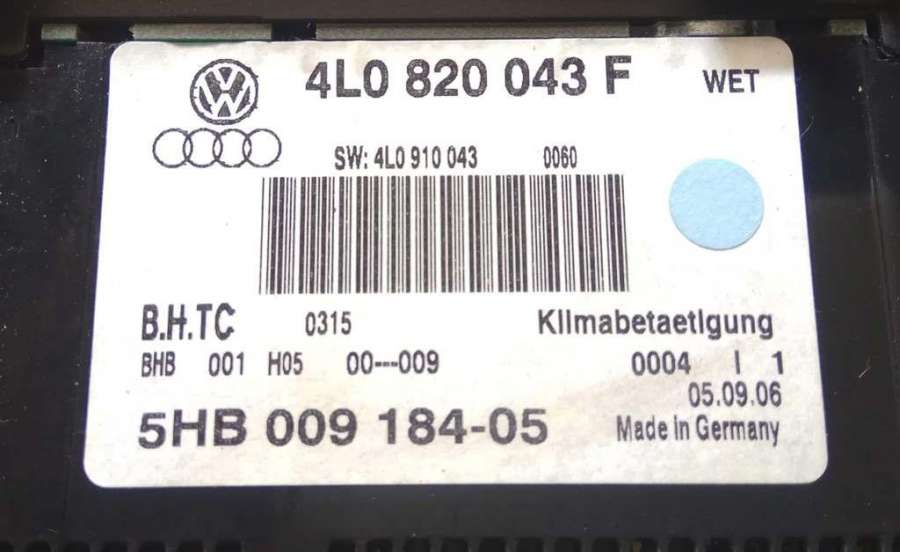 4L0 820 043 F WET
SW: 4L0 910 043 0060
B.H.TC 0315 Klimabetaetigung
BHB 001 H05 00---009 0004 | 1
05.09.06
5HB 009 184-05 Made in Germany